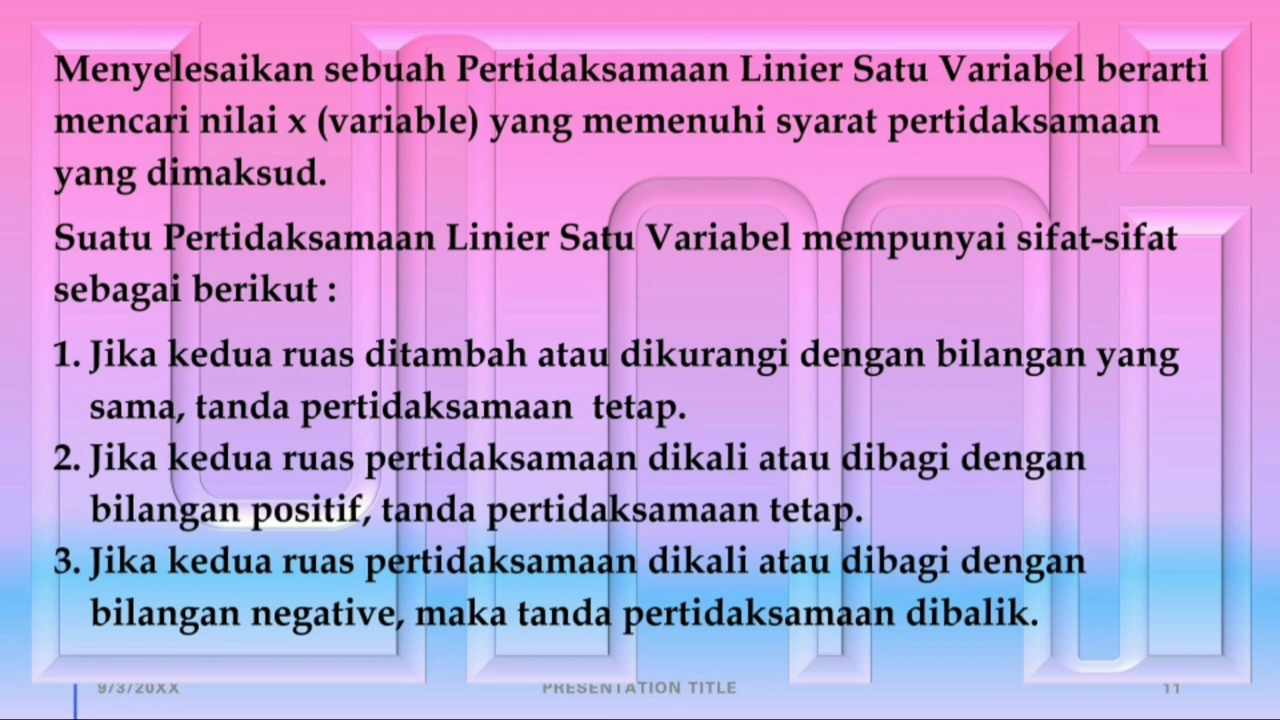 Menyelesaikan sebuah Pertidaksamaan Linier Satu Variabel berarti
mencari nilai x (variable) yang memenuhi syarat pertidaksamaan
yang dimaksud.
Suatu Pertidaksamaan Linier Satu Variabel mempunyai sifat-sifat
sebagai berikut :
1. Jika kedua ruas ditambah atau dikurangi dengan bilangan yang
sama, tanda pertidaksamaan tetap.
2. Jika kedua ruas pertidaksamaan dikali atau dibagi dengan
bilangan positif, tanda pertidaksamaan tetap.
3. Jika kedua ruas pertidaksamaan dikali atau dibagi dengan
bilangan negative, maka tanda pertidaksamaan dibalik.
9/3/20XX PRESENTATION TITLE 11